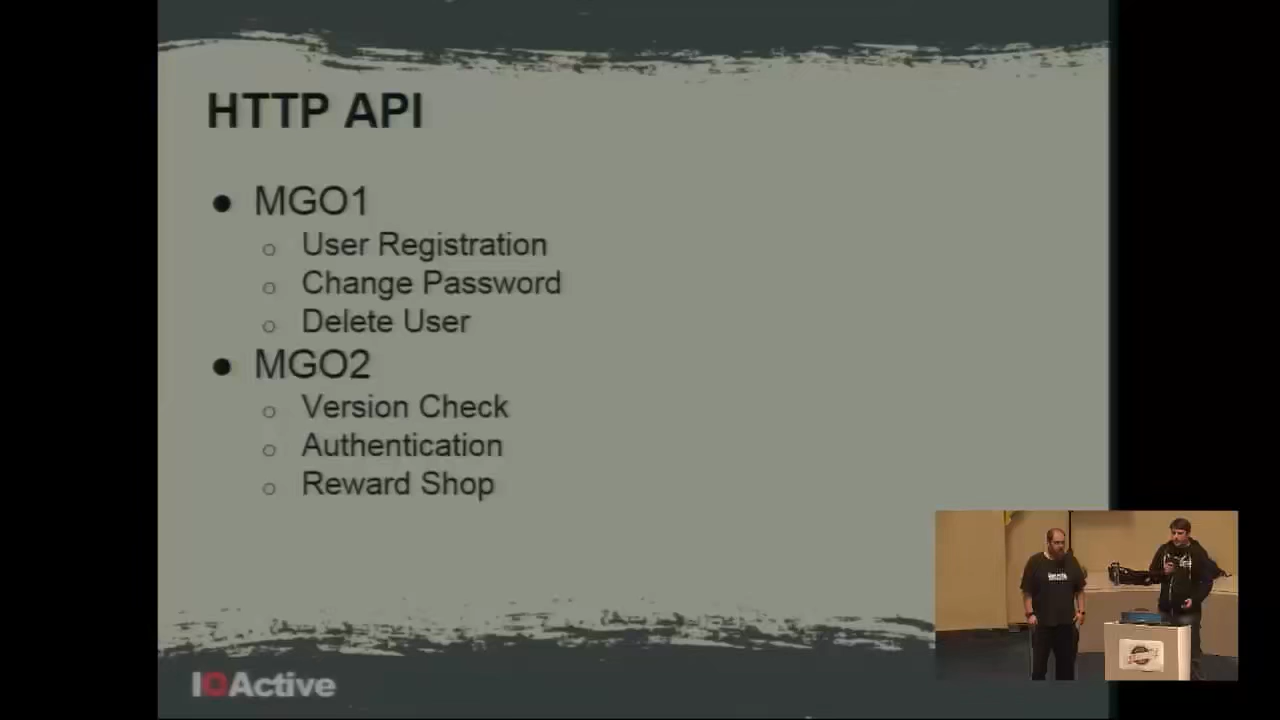 HTTP API
● MGO1
o User Registration
o Change Password
o Delete User
● MGO2
o Version Check
o Authentication
o Reward Shop
IOActive